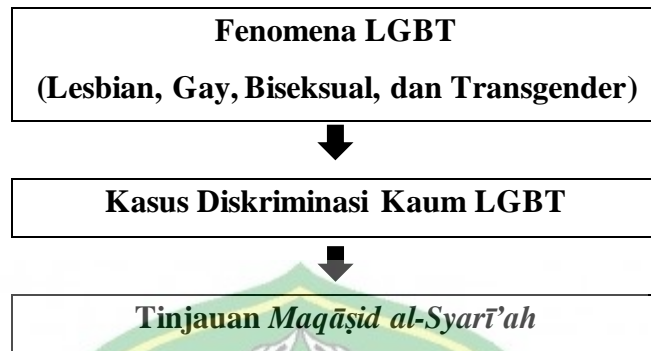 Fenomena LGBT
(Lesbian, Gay, Biseksual, dan Transgender)
Kasus Diskriminasi Kaum LGBT
Tinjauan Maqāṣid al-Syarī'ah